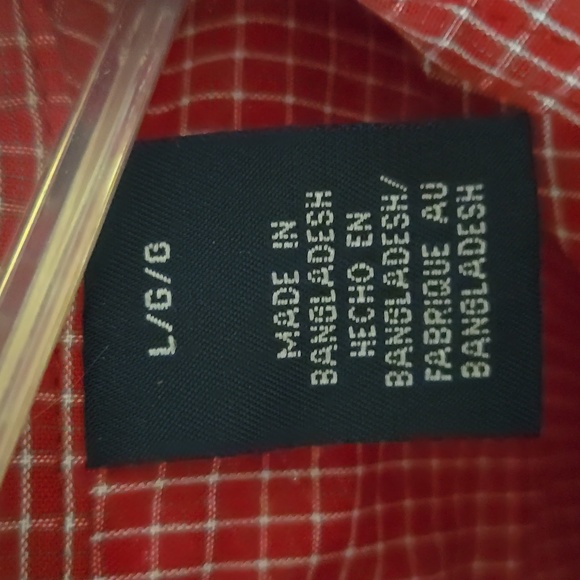 L/G/G
MADE IN
BANGLADESH
HECHO EN
BANGLADESH/
FABRIQUE AU
BANGLADESH